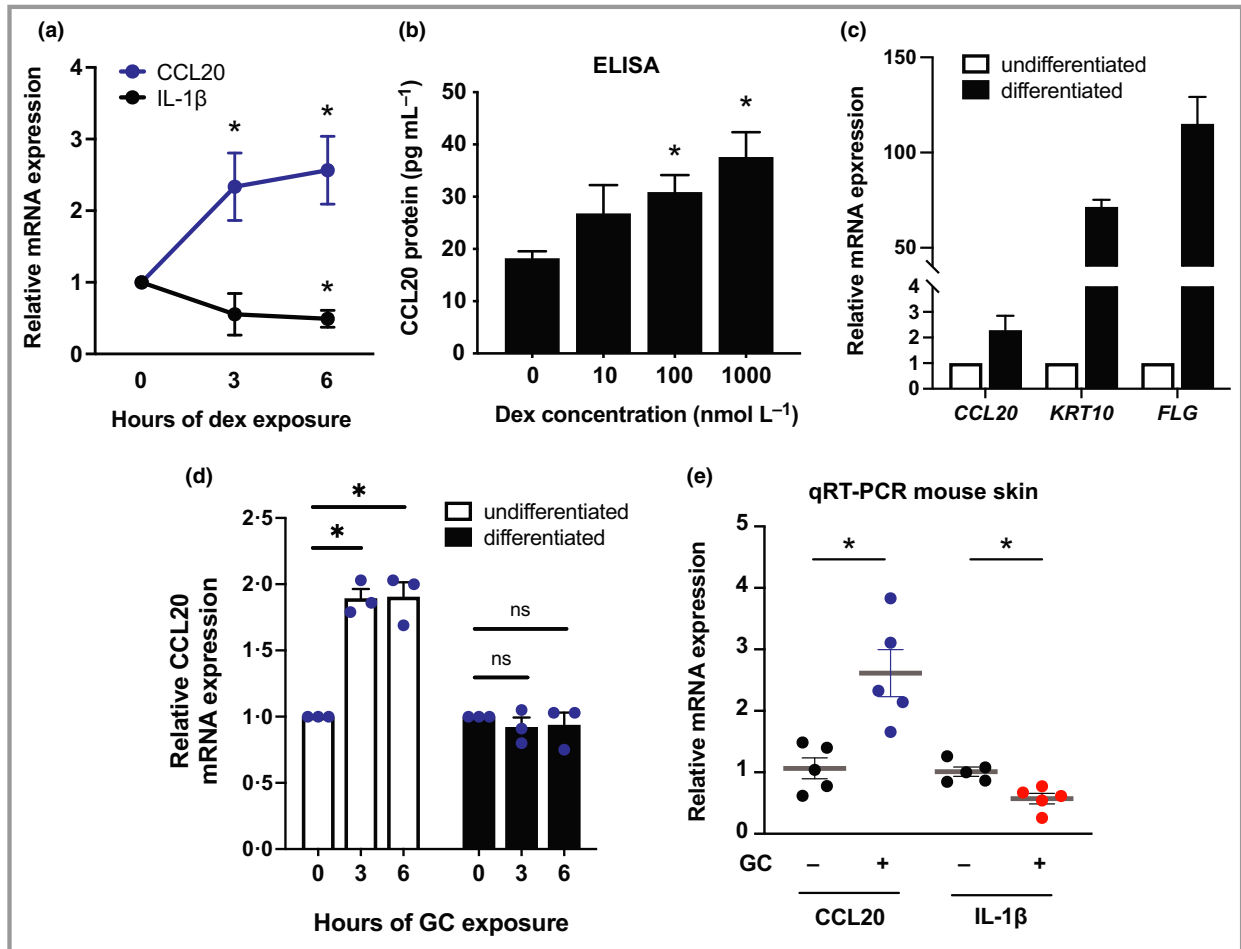 (a)
CCL20
IL-1β
Relative mRNA expression
4
3
2
1
0
*
*
*
0 3 6
Hours of dex exposure
(b)
ELISA
CCL20 protein (pg mL–1)
60
50
40
30
20
10
0
*
*
0 10 100 1000
Dex concentration (nmol L–1)
(c)
undifferentiated
differentiated
Relative mRNA epxression
150
100
50
4
3
2
1
0
CCL20 KRT10 FLG
(d)
undifferentiated
differentiated
Relative CCL20
mRNA expression
2·5
2·0
1·5
1·0
0·5
0·0
*
*
ns
ns
0 3 6 0 3 6
Hours of GC exposure
(e)
qRT-PCR mouse skin
Relative mRNA expression
5
4
3
2
1
0
* *
GC – + – +
CCL20 IL-1β